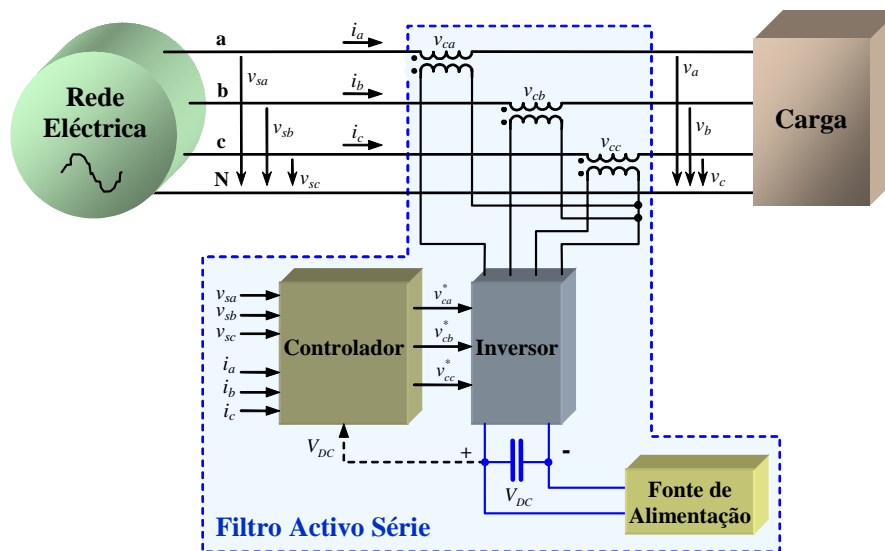 a
i_a
v_ca
Rede
Eléctrica
v_sa
b
i_b
v_cb
v_a
v_sb
c
i_c
v_cc
v_b
Carga
N
v_sc
v_c
v_sa
v_sb
v_sc
i_a
i_b
i_c
Controlador
v*_ca
v*_cb
v*_cc
Inversor
V_DC
+
-
V_DC
Fonte de
Alimentação
Filtro Activo Série